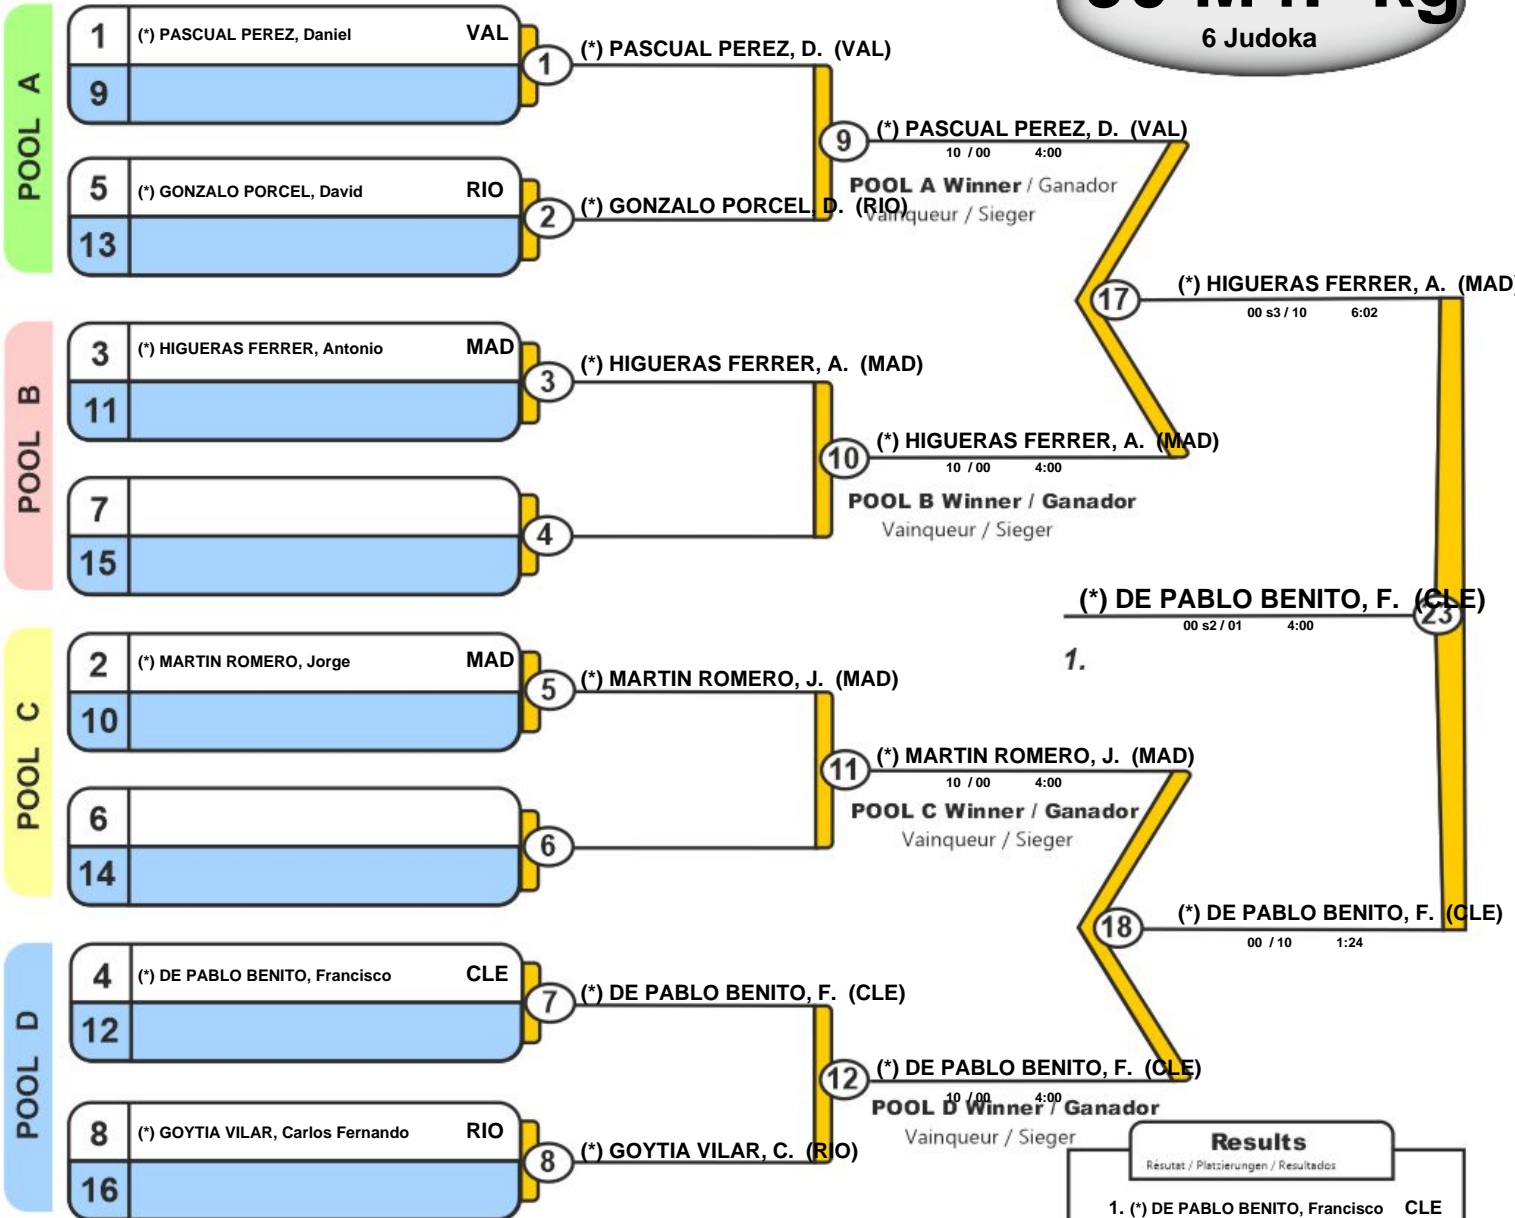 6 Judoka
POOL A
1 (*) PASCUAL PEREZ, Daniel VAL
9
1 (*) PASCUAL PEREZ, D. (VAL)
5 (*) GONZALO PORCEL, David RIO
13
2 (*) GONZALO PORCEL, D. (RIO)
9 (*) PASCUAL PEREZ, D. (VAL)
10 / 00 4:00
POOL A Winner / Ganador
Vainqueur / Sieger
POOL B
3 (*) HIGUERAS FERRER, Antonio MAD
11
3 (*) HIGUERAS FERRER, A. (MAD)
7
15
4
10 (*) HIGUERAS FERRER, A. (MAD)
10 / 00 4:00
POOL B Winner / Ganador
Vainqueur / Sieger
17 (*) HIGUERAS FERRER, A. (MAD)
00 s3 / 10 6:02
(*) DE PABLO BENITO, F. (CLE)
23
00 s2 / 01 4:00
1.
POOL C
2 (*) MARTIN ROMERO, Jorge MAD
10
5 (*) MARTIN ROMERO, J. (MAD)
6
14
6
11 (*) MARTIN ROMERO, J. (MAD)
10 / 00 4:00
POOL C Winner / Ganador
Vainqueur / Sieger
18 (*) DE PABLO BENITO, F. (CLE)
00 / 10 1:24
POOL D
4 (*) DE PABLO BENITO, Francisco CLE
12
7 (*) DE PABLO BENITO, F. (CLE)
8 (*) GOYTIA VILAR, Carlos Fernando RIO
16
8 (*) GOYTIA VILAR, C. (RIO)
12 (*) DE PABLO BENITO, F. (CLE)
10 / 00 4:00
POOL D Winner / Ganador
Vainqueur / Sieger
Results
Résutat / Platzierungen / Resultados
1. (*) DE PABLO BENITO, Francisco CLE